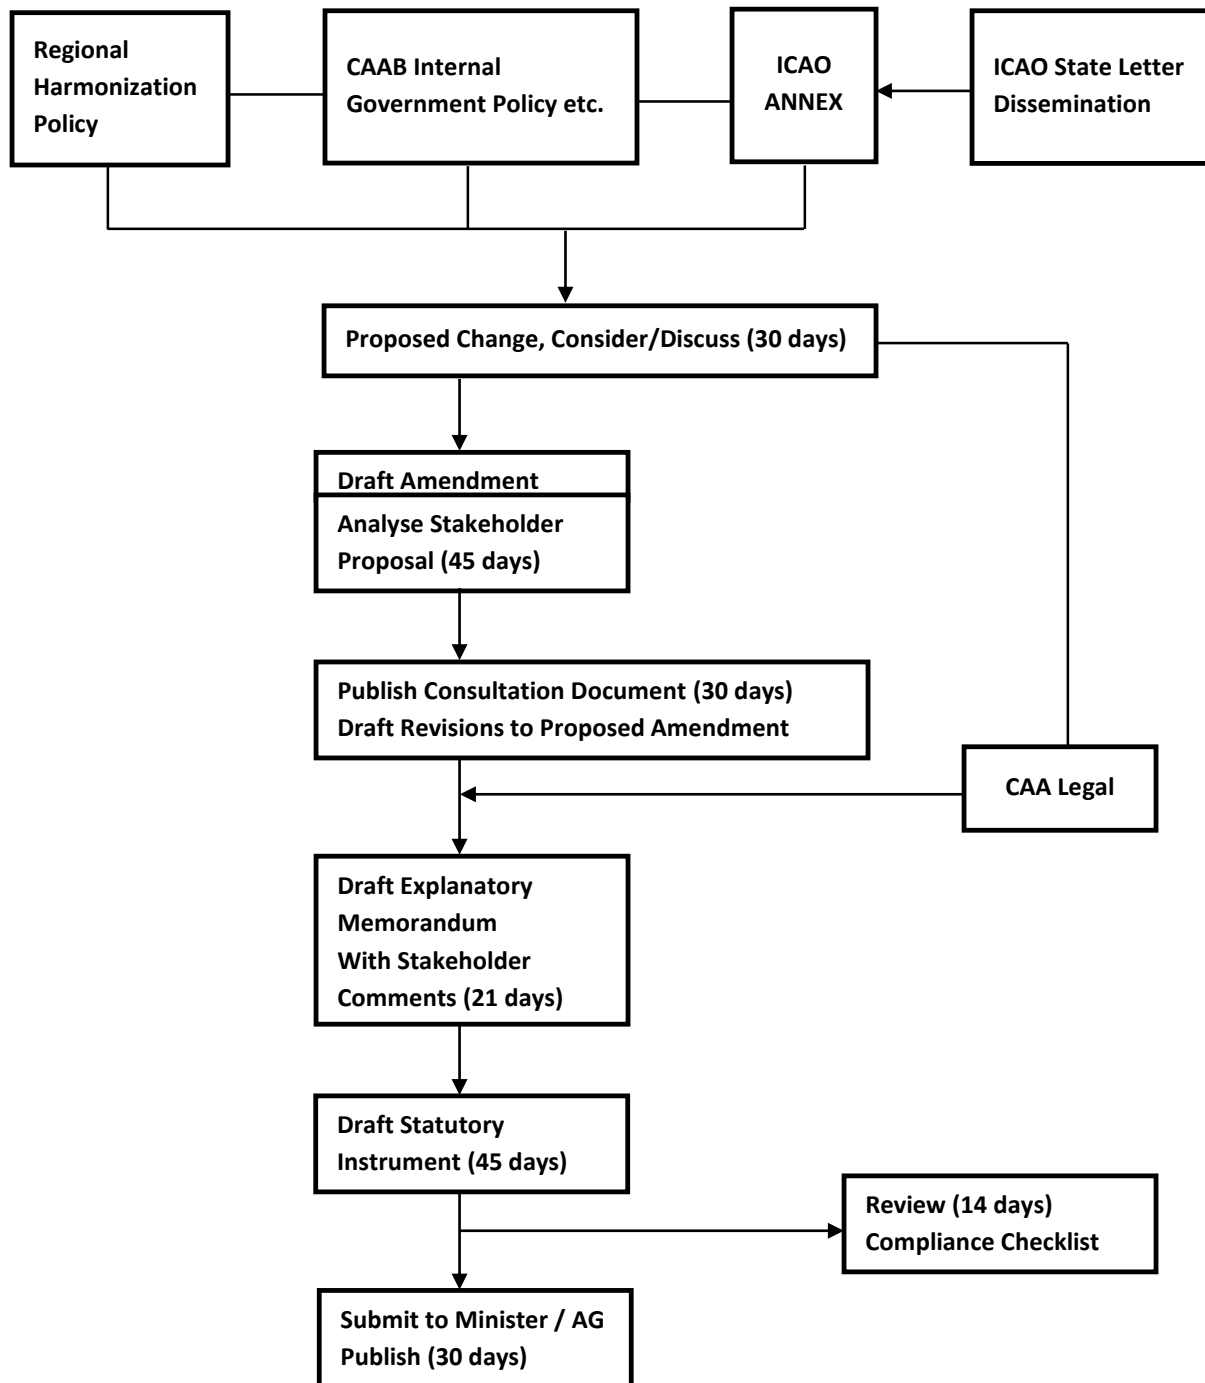 Regional
Harmonization
Policy
CAAB Internal
Government Policy etc.
ICAO
ANNEX
ICAO State Letter
Dissemination
Proposed Change, Consider/Discuss (30 days)
Draft Amendment
Analyse Stakeholder
Proposal (45 days)
Publish Consultation Document (30 days)
Draft Revisions to Proposed Amendment
CAA Legal
Draft Explanatory
Memorandum
With Stakeholder
Comments (21 days)
Draft Statutory
Instrument (45 days)
Review (14 days)
Compliance Checklist
Submit to Minister / AG
Publish (30 days)